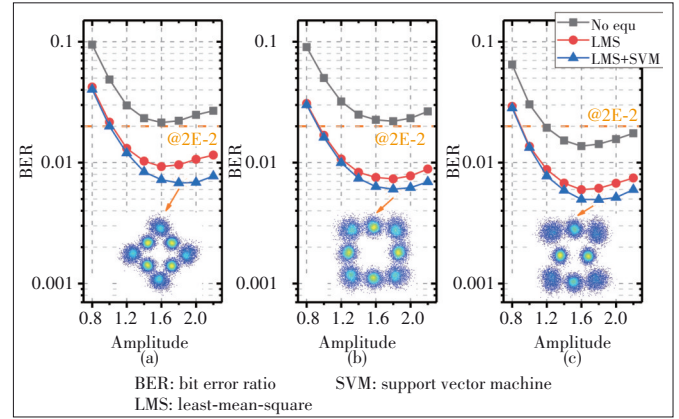 No equ
LMS
LMS+SVM
0.1
0.01
0.001
BER
@2E-2
0.8 1.2 1.6 2.0
Amplitude
(a)
0.1
0.01
0.001
BER
@2E-2
0.8 1.2 1.6 2.0
Amplitude
(b)
0.1
0.01
0.001
BER
@2E-2
0.8 1.2 1.6 2.0
Amplitude
(c)
BER: bit error ratio SVM: support vector machine
LMS: least-mean-square